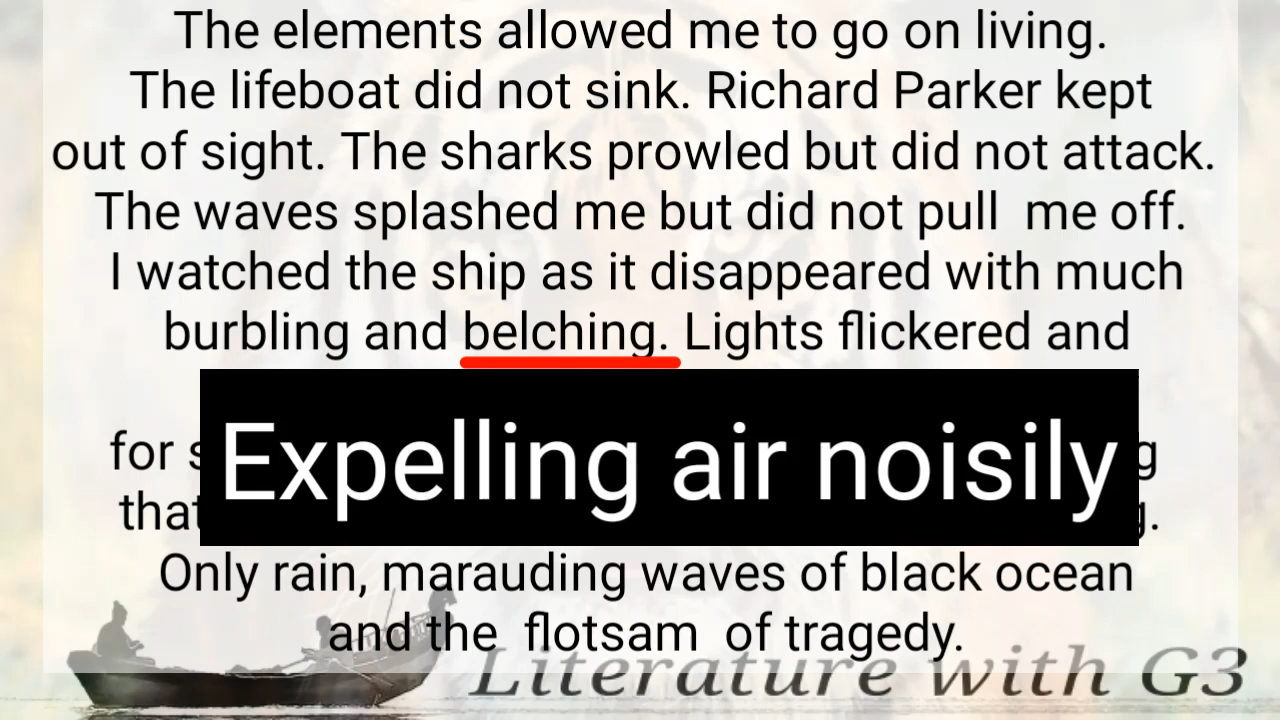 The elements allowed me to go on living.
The lifeboat did not sink. Richard Parker kept
out of sight. The sharks prowled but did not attack.
The waves splashed me but did not pull me off.
I watched the ship as it disappeared with much
burbling and belching. Lights flickered and
for
Expelling air noisily
that
Only rain, marauding waves of black ocean
and the flotsam of tragedy.
Literature with G3